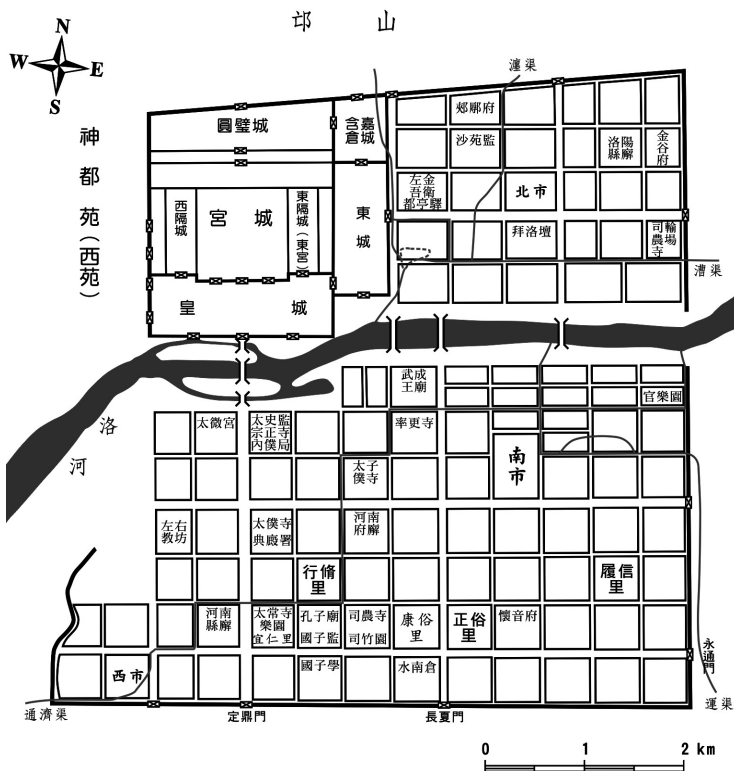 邙山
N
W
E
S
瀍渠
神都苑(西苑)
圓璧城
含嘉倉城
郟鄏府
沙苑監
洛陽縣廨
金谷府
左金吾衛
都亭驛
北市
西隔城
宮城
東隔城(東宮)
東城
拜洛壇
司農寺
輸場
漕渠
皇城
洛河
武成王廟
官樂園
太微宮
太史監
宗正寺
內僕局
率更寺
南市
太子僕寺
左右教坊
太僕寺
典廄署
河南府廨
行脩里
履信里
河南縣廨
太常寺
樂園
宜仁里
孔子廟
國子監
司農寺
司竹園
康俗里
正俗里
懷音府
永通門
西市
國子學
水南倉
通濟渠
定鼎門
長夏門
運渠
0 1 2 km